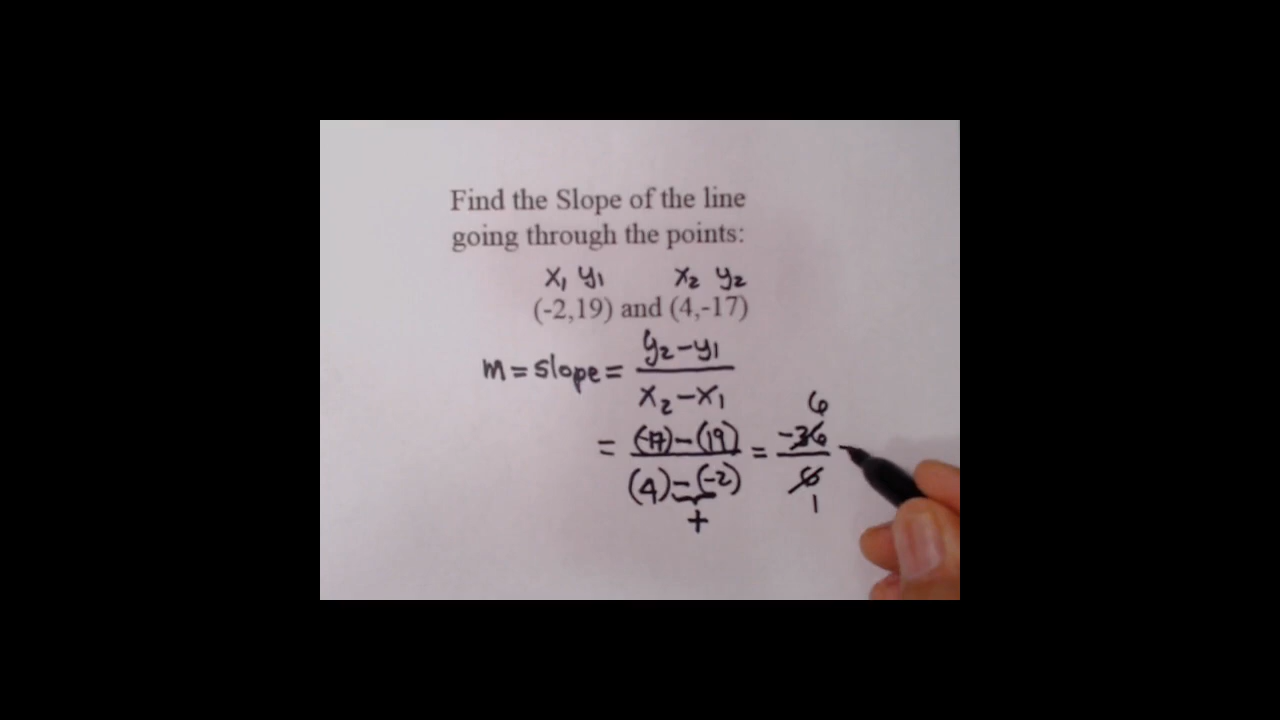 Find the Slope of the line
going through the points:
x₁ y₁ x₂ y₂
(-2,19) and (4,-17)
m = slope = y₂-y₁
x₂-x₁
6
= (-17)-(19) = -36
(4)-(-2) 6
+ 1